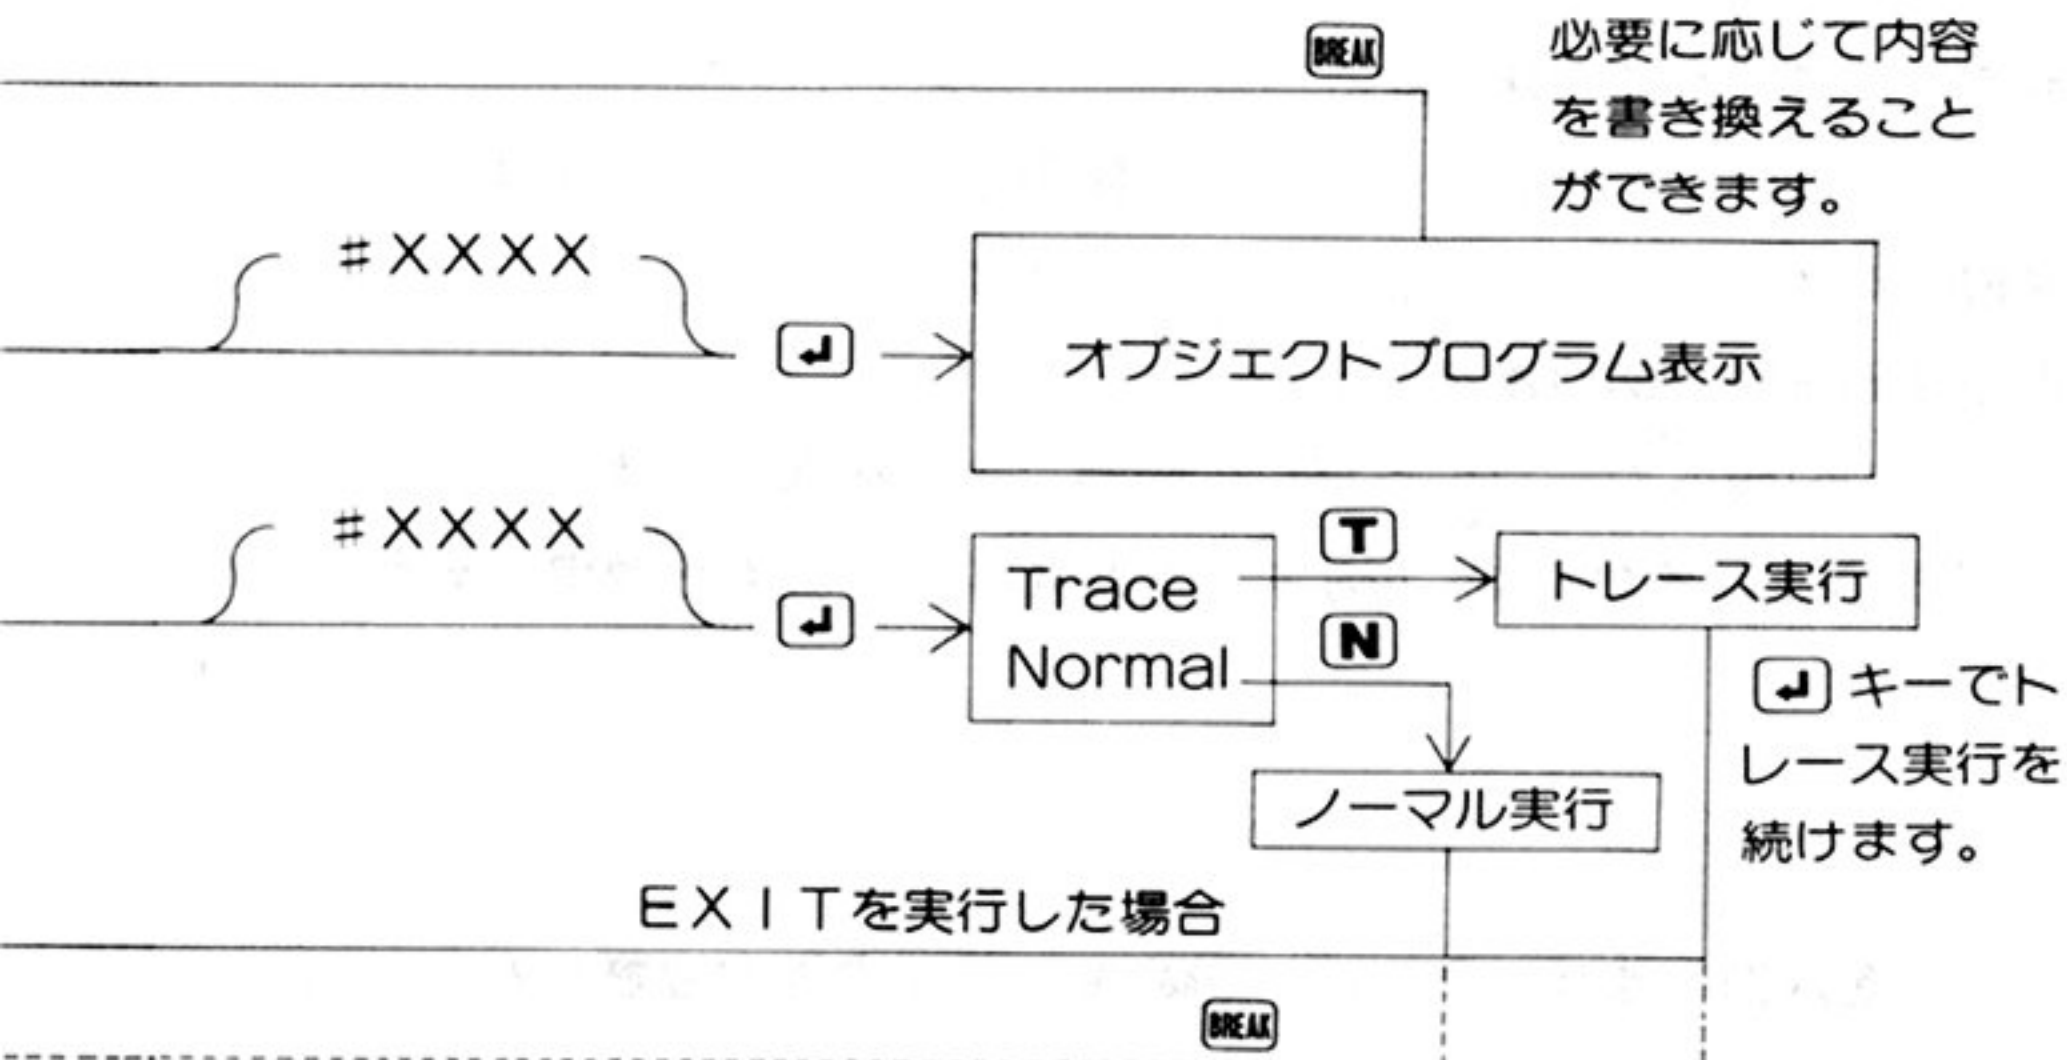 BREAK
必要に応じて内容
を書き換えること
ができます。
#XXXX
↲
オブジェクトプログラム表示
#XXXX
↲
Trace
Normal
T
N
トレース実行
↲ キーでト
レース実行を
続けます。
ノーマル実行
EXITを実行した場合
BREAK